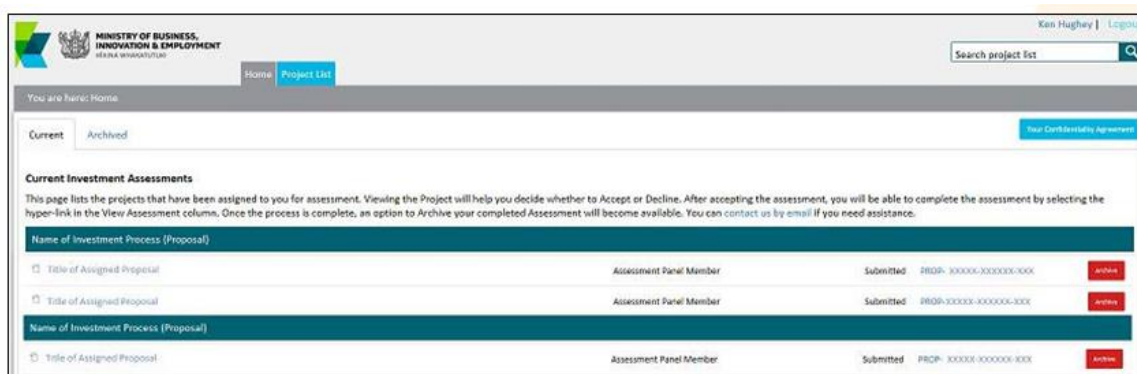 Ken Hughey | Logout
MINISTRY OF BUSINESS,
INNOVATION & EMPLOYMENT
HĪKINA WHAKATUTUKI
Search project list
Home Project List
You are here: Home
Current Archived
Your Confidentiality Agreement
Current Investment Assessments
This page lists the projects that have been assigned to you for assessment. Viewing the Project will help you decide whether to Accept or Decline. After accepting the assessment, you will be able to complete the assessment by selecting the
hyper-link in the View Assessment column. Once the process is complete, an option to Archive your completed Assessment will become available. You can contact us by email if you need assistance.
Name of Investment Process (Proposal)
Title of Assigned Proposal Assessment Panel Member Submitted PROP- XXXXX-XXXXXX-XXX Archive
Title of Assigned Proposal Assessment Panel Member Submitted PROP-XXXXX-XXXXXX-XXX Archive
Name of Investment Process (Proposal)
Title of Assigned Proposal Assessment Panel Member Submitted PROP- XXXXX-XXXXXX-XXX Archive